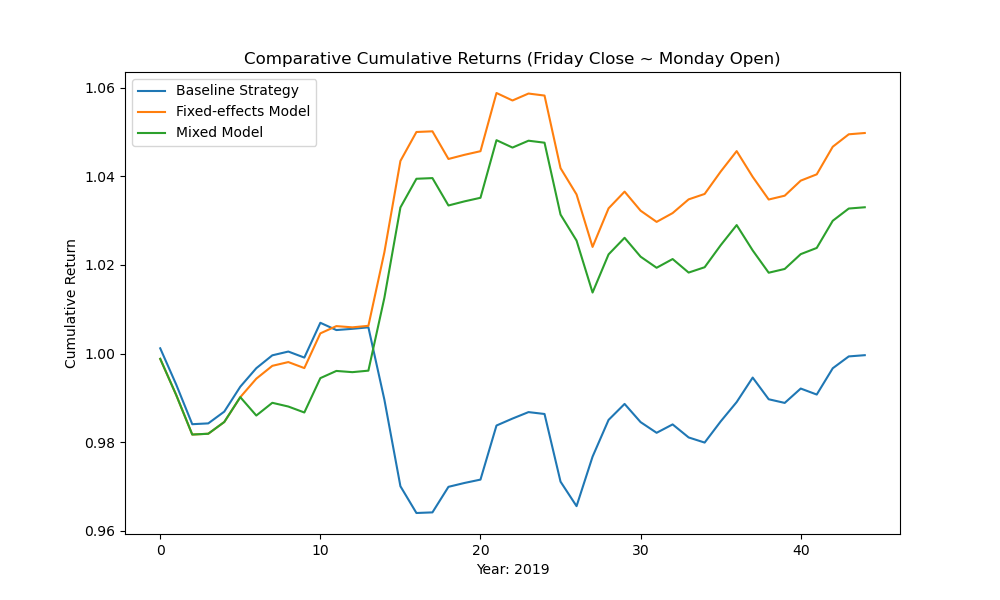 Comparative Cumulative Returns (Friday Close ~ Monday Open)
Baseline Strategy
Fixed-effects Model
Mixed Model
Cumulative Return
1.06
1.04
1.02
1.00
0.98
0.96
0 10 20 30 40
Year: 2019